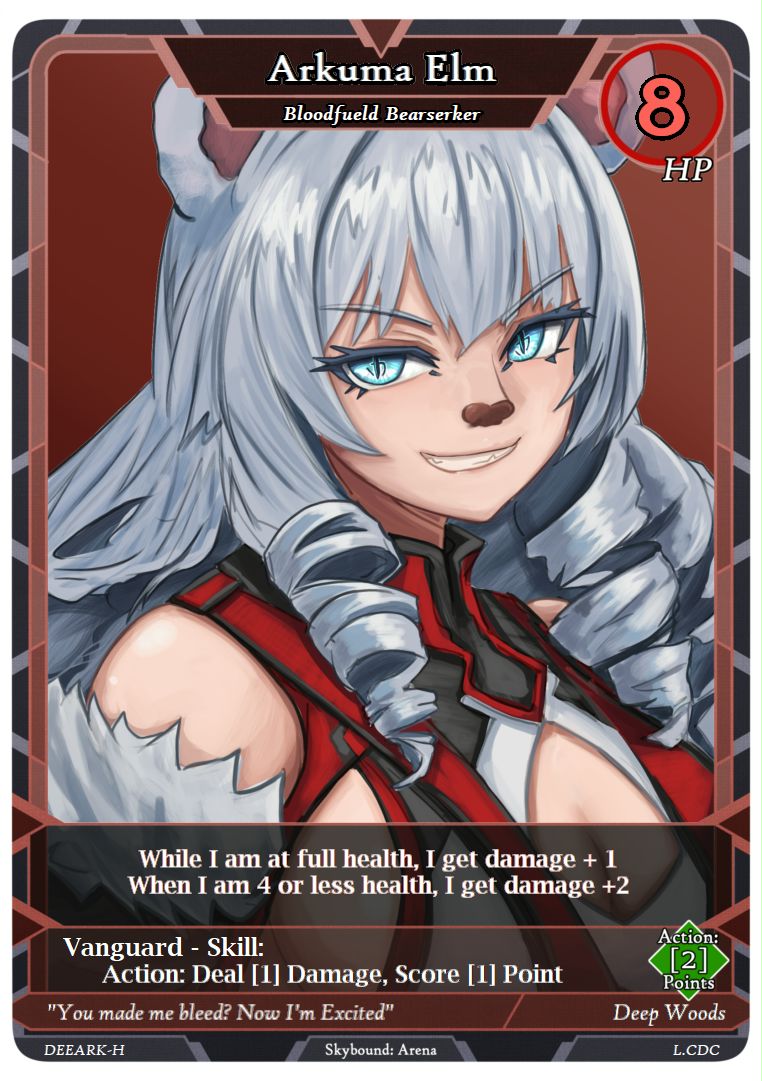 Arkuma Elm
Bloodfueld Bearserker
8
HP
While I am at full health, I get damage + 1
When I am 4 or less health, I get damage +2
Vanguard - Skill:
Action: Deal [1] Damage, Score [1] Point
Action:
[2]
Points
"You made me bleed? Now I'm Excited"
Deep Woods
DEEARK-H
Skybound: Arena
L.CDC